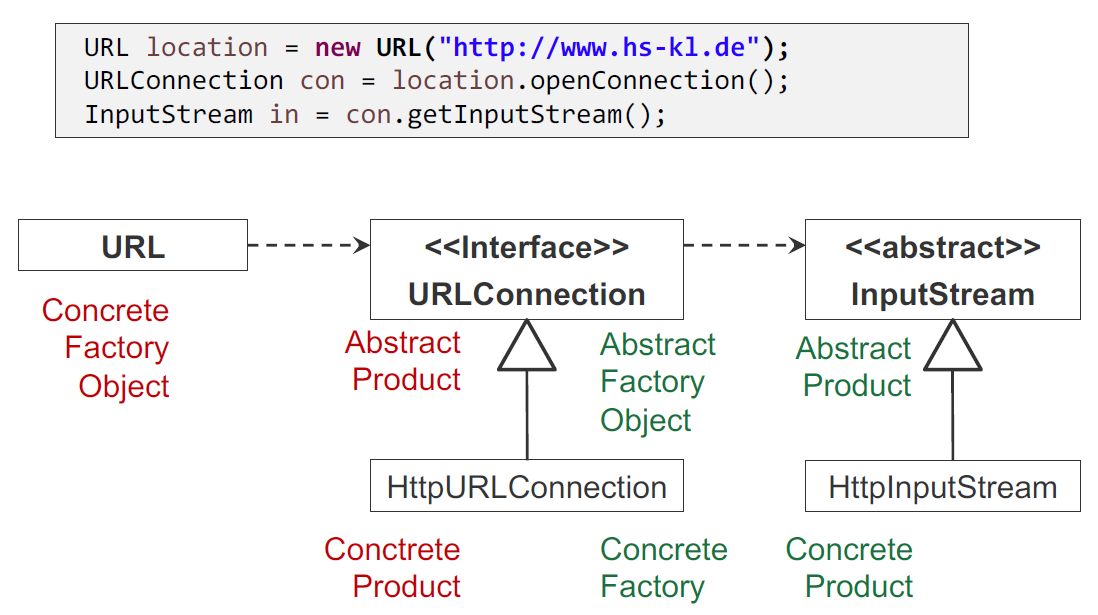 URL location = new URL("http://www.hs-kl.de");
URLConnection con = location.openConnection();
InputStream in = con.getInputStream();
URL
<<Interface>>
URLConnection
<<abstract>>
InputStream
Concrete
Factory
Object
Abstract
Product
Abstract
Factory
Object
Abstract
Product
HttpURLConnection
HttpInputStream
Conctrete
Product
Concrete
Factory
Concrete
Product